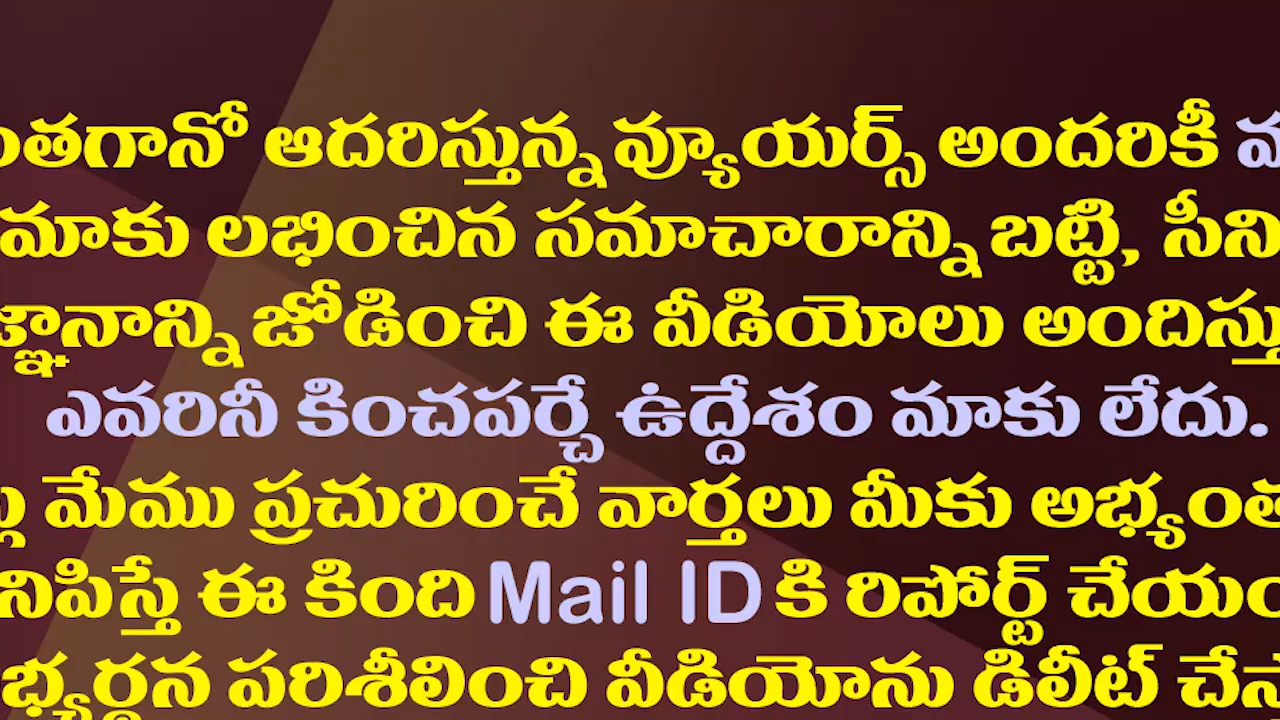 ఆదరిస్తున్న వ్యూయర్స్ అందరికీ
మాకు లభించిన సమాచారాన్ని బట్టి,
జోడించి ఈ వీడియోలు
ఎవరినీ కించపర్చే ఉద్దేశం మాకు లేదు.
మేము ప్రచురించే వార్తలు మీకు
ఈ కింది Mail ID కి రిపోర్ట్
పరిశీలించి వీడియోను డిలీట్